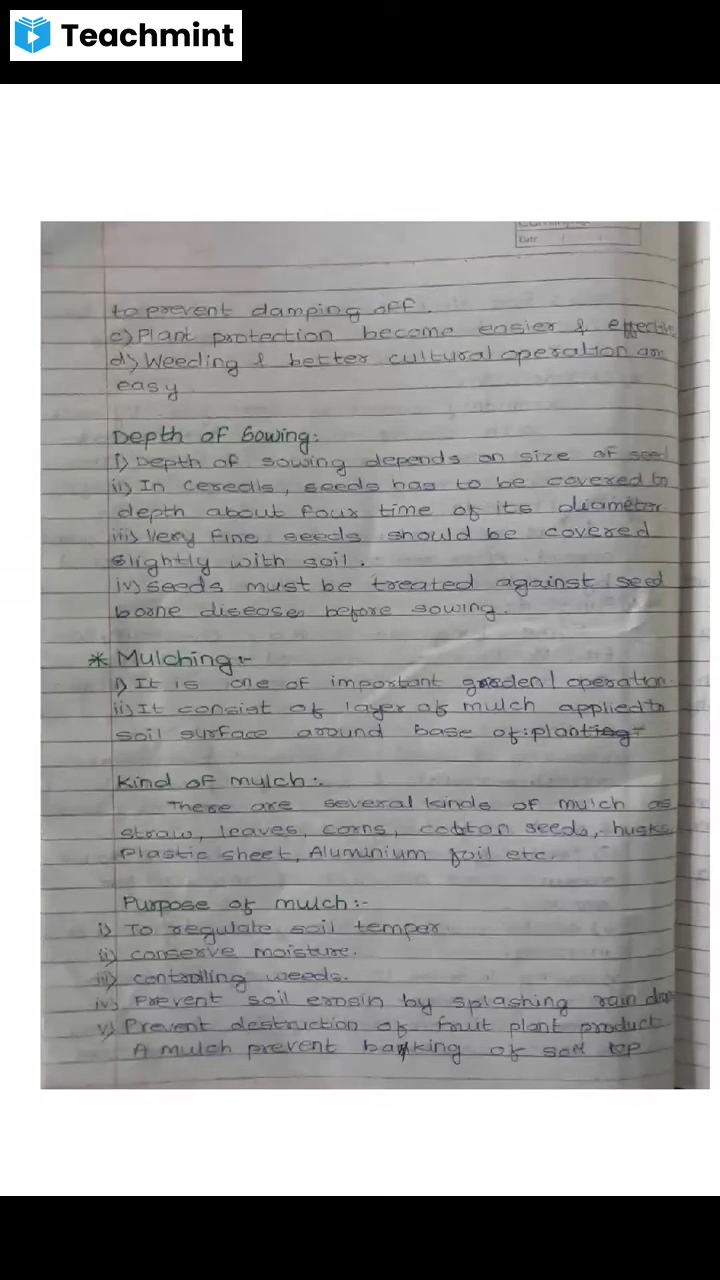 Teachmint
Date
to prevent damping off.
c) Plant protection become easier & effective
d) Weeding & better cultural operation are
easy
Depth of Sowing:
i) Depth of sowing depends on size of seed
ii) In cereals, seeds has to be covered to
depth about four time of its diameter
iii) Very fine seeds should be covered
slightly with soil.
iv) seeds must be treated against seed
borne diseases before sowing.
* Mulching:-
i) It is one of important garden operation.
ii) It consist of layer of mulch applied to
soil surface around base of plant
Kind of mulch:-
There are several kinds of mulch as
straw, leaves, corns, cotton seeds, husks
Plastic sheet, Aluminium foil etc.
Purpose of mulch:-
i) To regulate soil temper
ii) conserve moisture.
iii) controlling weeds.
iv) Prevent soil erosin by splashing rain
v) Prevent destruction of fruit plant product
A mulch prevent of top